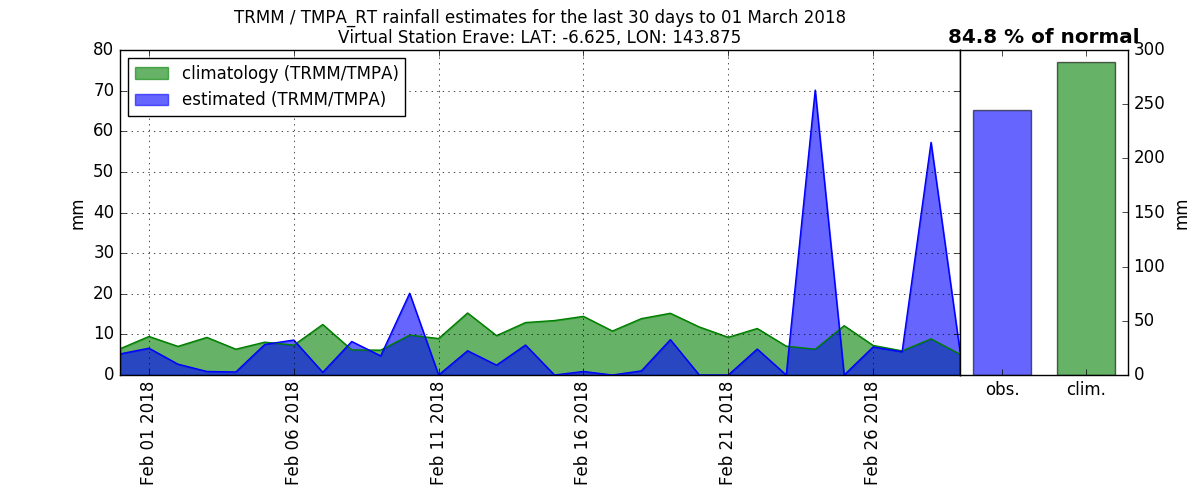 TRMM / TMPA_RT rainfall estimates for the last 30 days to 01 March 2018
Virtual Station Erave: LAT: -6.625, LON: 143.875
84.8 % of normal
climatology (TRMM/TMPA)
estimated (TRMM/TMPA)
80
70
60
50
40
30
20
10
0
mm
Feb 01 2018
Feb 06 2018
Feb 11 2018
Feb 16 2018
Feb 21 2018
Feb 26 2018
obs.
clim.
300
250
200
150
100
50
0
mm